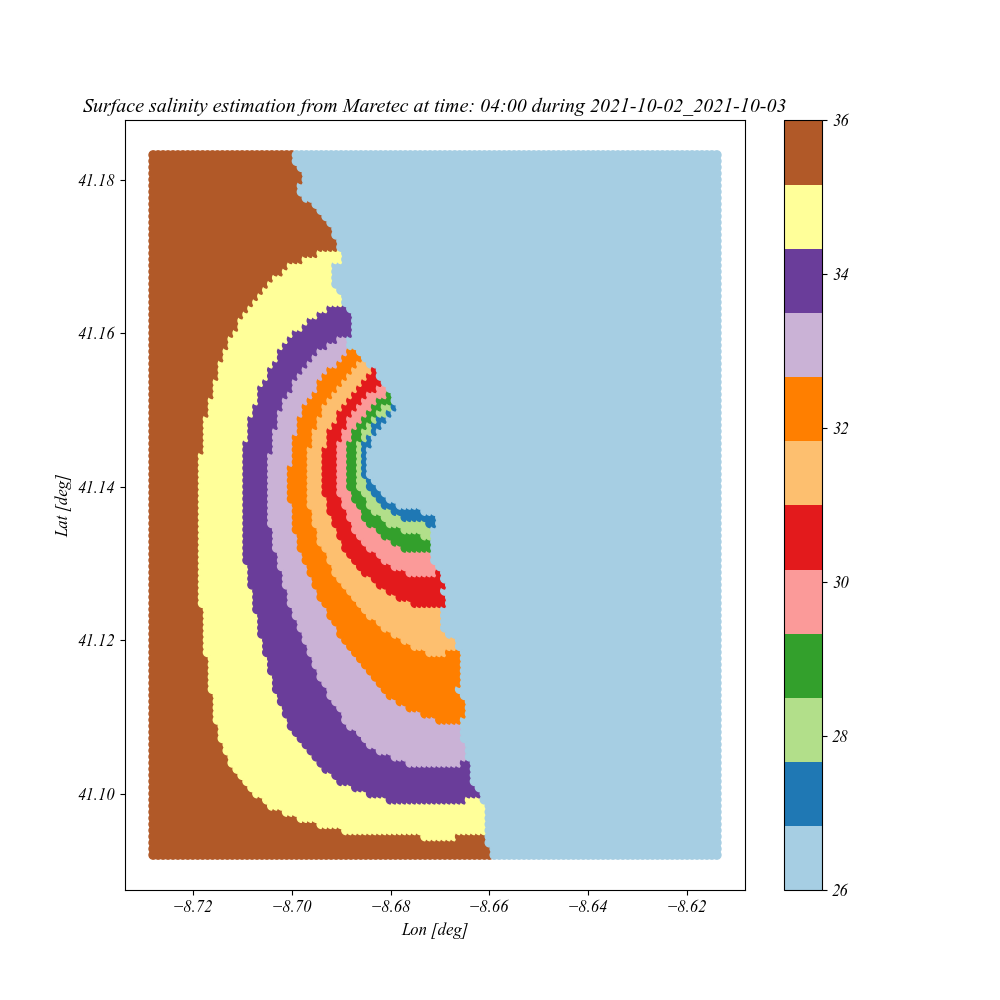 Surface salinity estimation from Maretec at time: 04:00 during 2021-10-02_2021-10-03
36
41.18
34
41.16
32
41.14
Lat [deg]
30
41.12
28
41.10
26
−8.72 −8.70 −8.68 −8.66 −8.64 −8.62
Lon [deg]